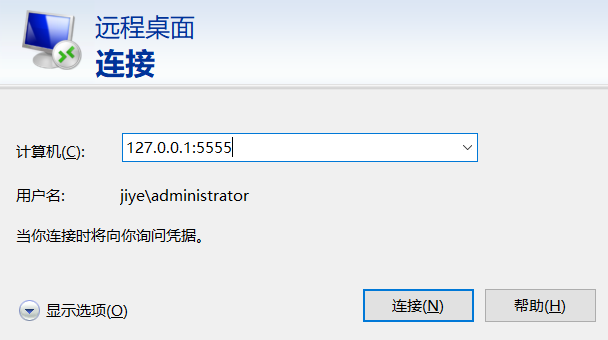 远程桌面
连接
计算机(C):
127.0.0.1:5555
用户名:
jiye\administrator
当你连接时将向你询问凭据。
显示选项(O)
连接(N)
帮助(H)